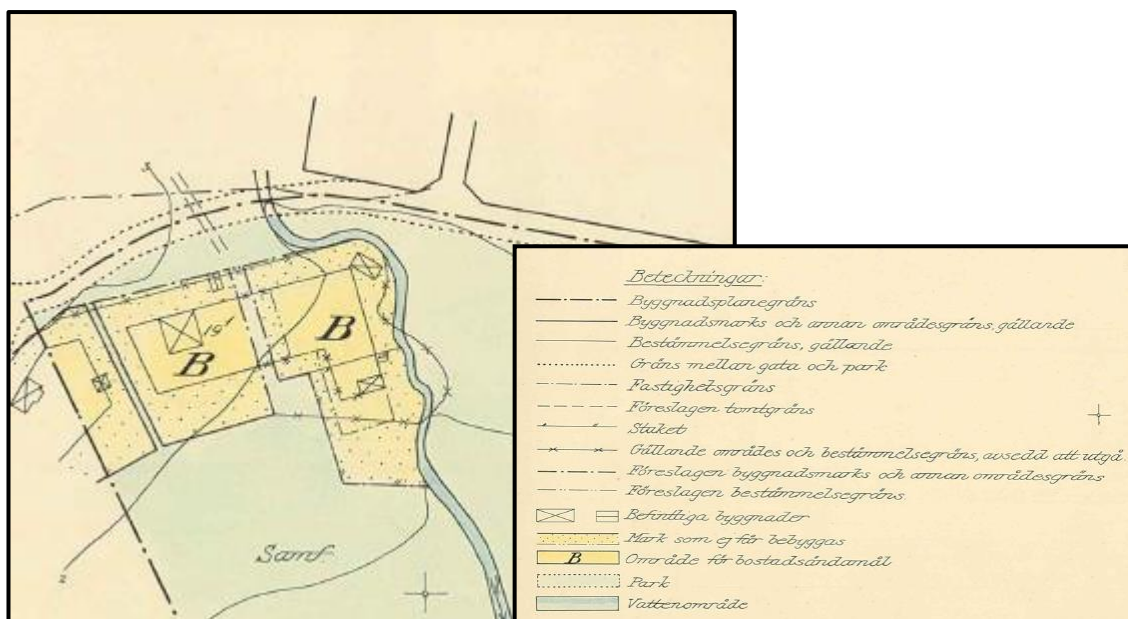 19¹
B
B
Samf.
Beteckningar:
Byggnadsplanegräns
Byggnadsmarks och annan områdesgräns, gällande
Bestämmelsegräns, gällande
Gräns mellan gata och park
Fastighetsgräns
Föreslagen tomtgräns
Staket
Gällande områdes och bestämmelsegräns, avsedd att utgå
Föreslagen byggnadsmarks och annan områdesgräns
Föreslagen bestämmelsegräns.
Befintliga byggnader
Mark som ej får bebyggas
B Område för bostadsändamål
Park
Vattenområde